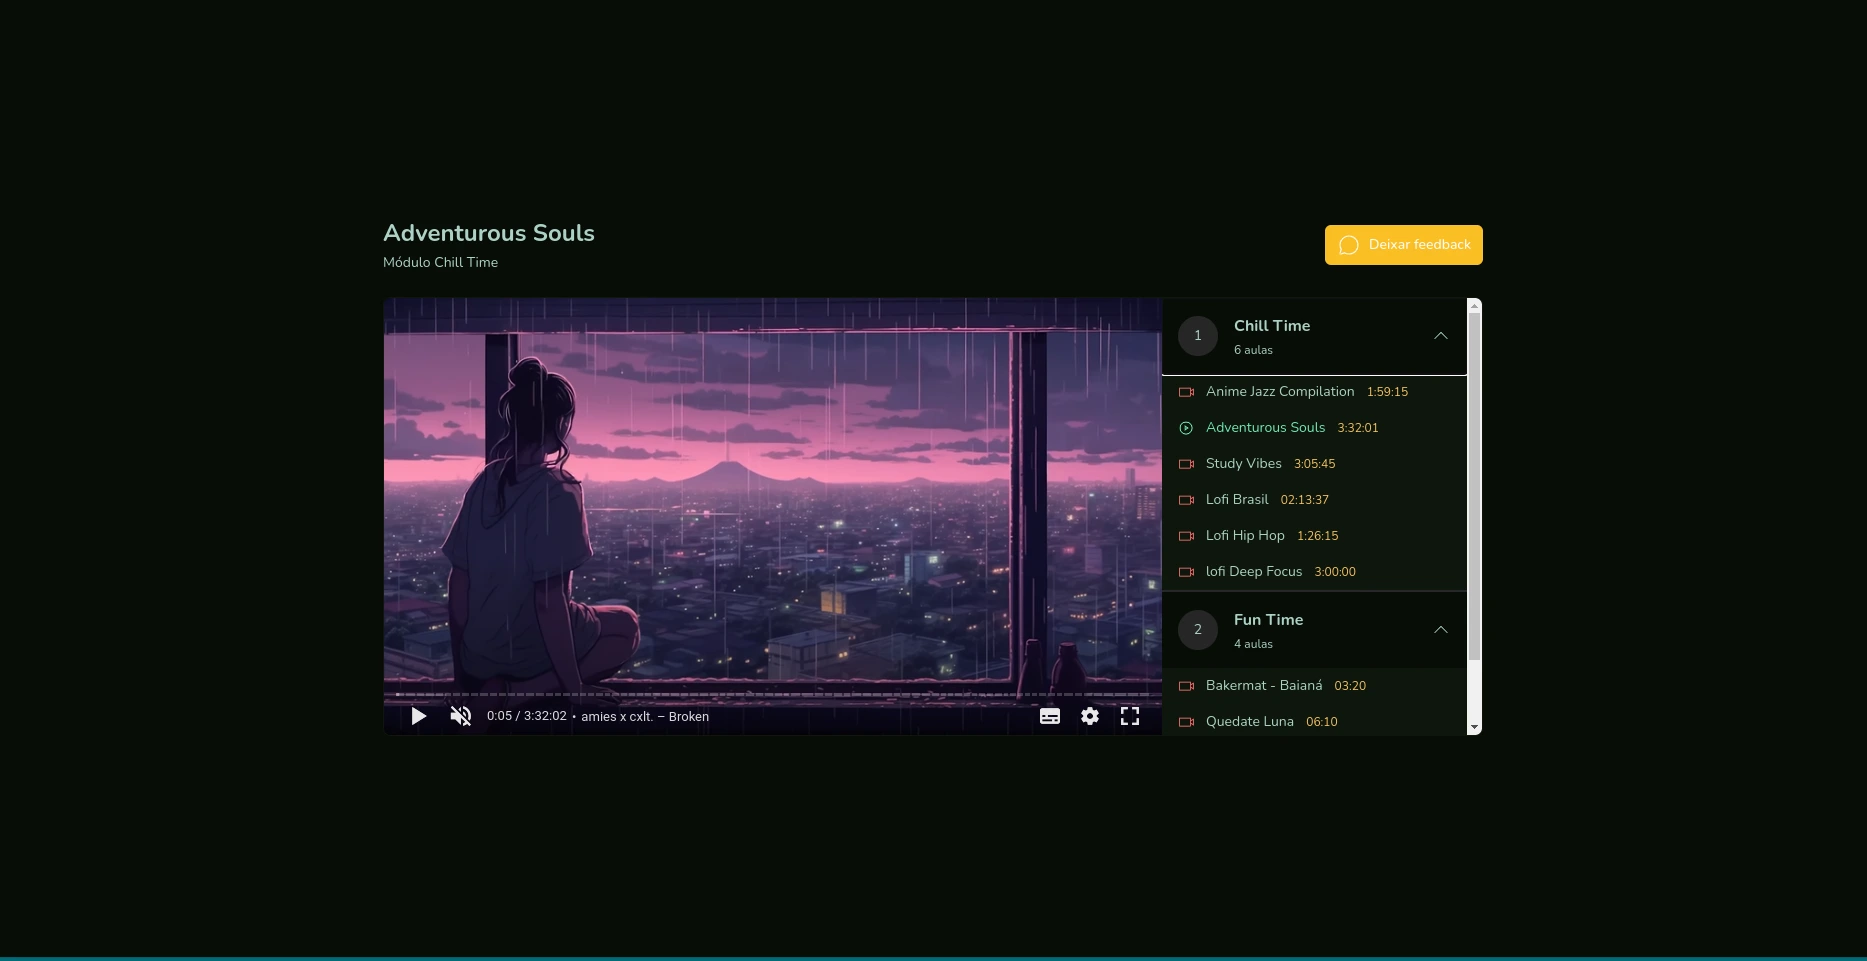 Adventurous Souls
Módulo Chill Time
Deixar feedback
0:05 / 3:32:02 • amies x cxlt. – Broken
1
Chill Time
6 aulas
Anime Jazz Compilation 1:59:15
Adventurous Souls 3:32:01
Study Vibes 3:05:45
Lofi Brasil 02:13:37
Lofi Hip Hop 1:26:15
lofi Deep Focus 3:00:00
2
Fun Time
4 aulas
Bakermat - Baianá 03:20
Quedate Luna 06:10